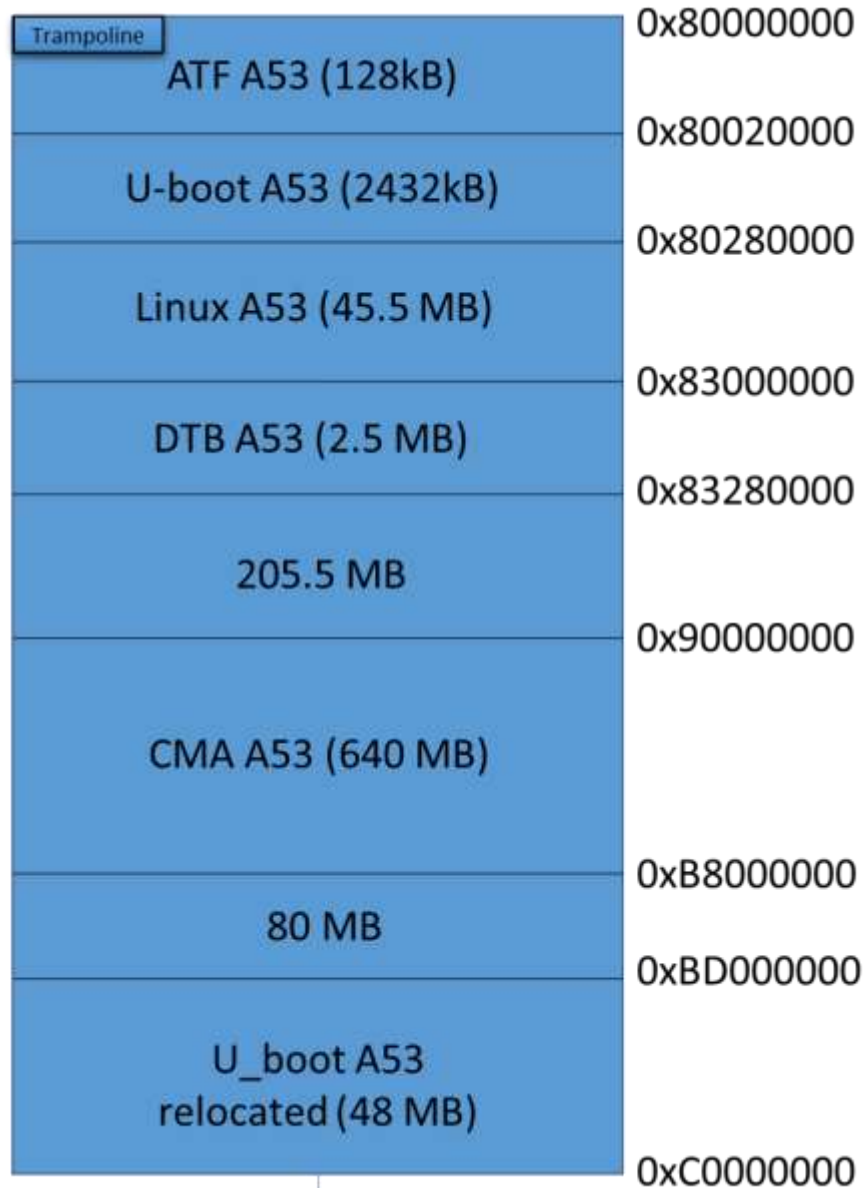 0x80000000
Trampoline
ATF A53 (128kB)
0x80020000
U-boot A53 (2432kB)
0x80280000
Linux A53 (45.5 MB)
0x83000000
DTB A53 (2.5 MB)
0x83280000
205.5 MB
0x90000000
CMA A53 (640 MB)
0xB8000000
80 MB
0xBD000000
U_boot A53
relocated (48 MB)
0xC0000000